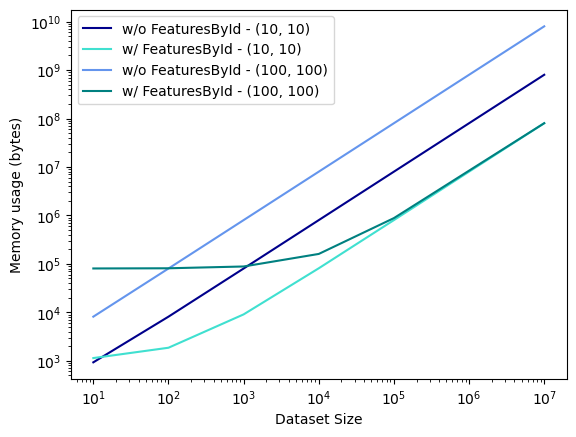 w/o FeaturesById - (10, 10)
w/ FeaturesById - (10, 10)
w/o FeaturesById - (100, 100)
w/ FeaturesById - (100, 100)
Memory usage (bytes)
10¹⁰
10⁹
10⁸
10⁷
10⁶
10⁵
10⁴
10³
10¹ 10² 10³ 10⁴ 10⁵ 10⁶ 10⁷
Dataset Size